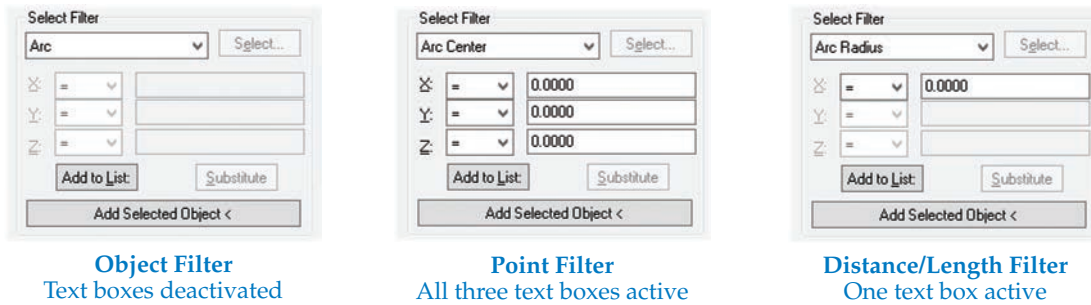 Select Filter
Arc
Select...
X: =
Y: =
Z: =
Add to List:
Substitute
Add Selected Object <
Object Filter
Text boxes deactivated
Select Filter
Arc Center
Select...
X: = 0.0000
Y: = 0.0000
Z: = 0.0000
Add to List:
Substitute
Add Selected Object <
Point Filter
All three text boxes active
Select Filter
Arc Radius
Select...
X: = 0.0000
Y: =
Z: =
Add to List:
Substitute
Add Selected Object <
Distance/Length Filter
One text box active